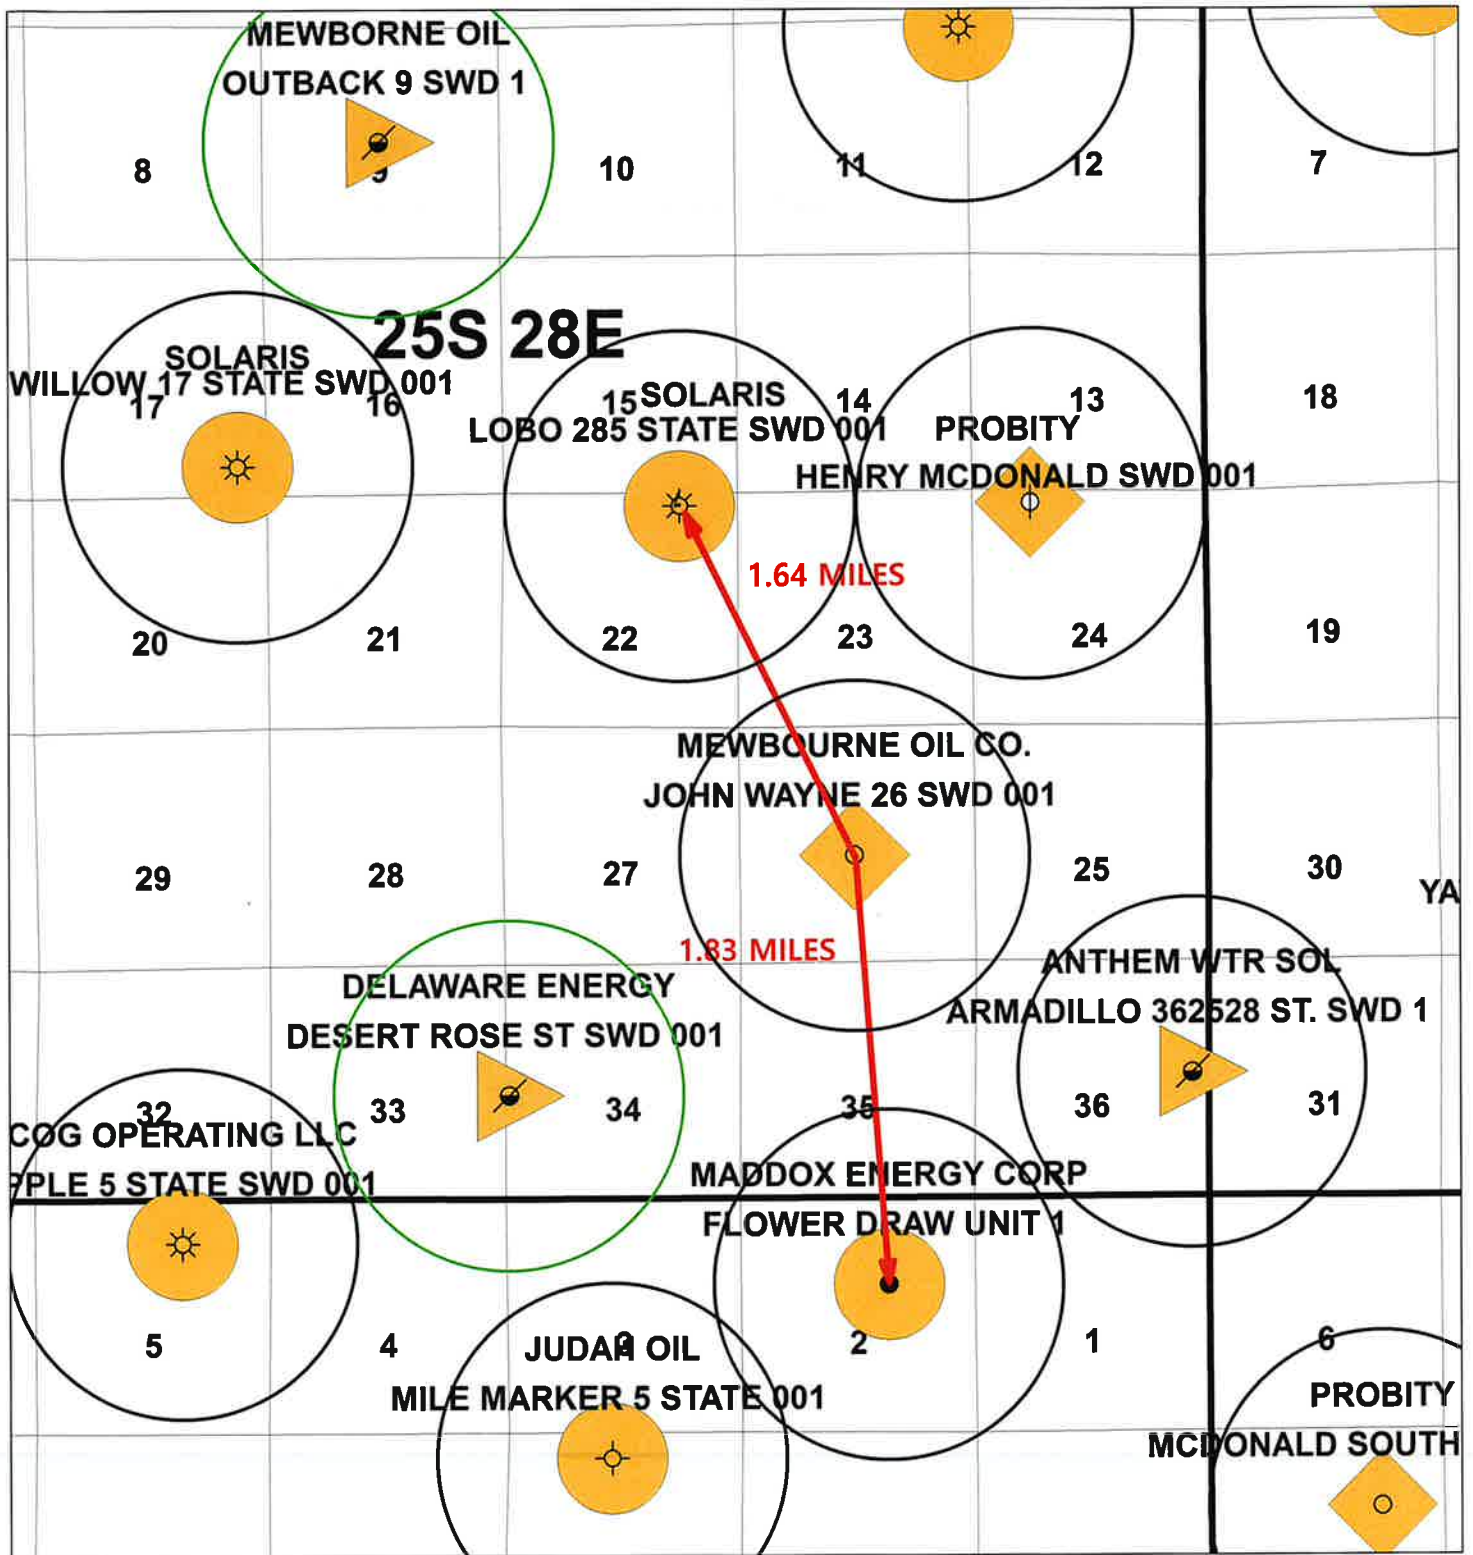 MEWBORNE OIL
OUTBACK 9 SWD 1
8
9
10
11
12
7
25S 28E
SOLARIS
WILLOW 17 STATE SWD 001
17
16
15
SOLARIS
LOBO 285 STATE SWD 001
14
13
18
PROBITY
HENRY MCDONALD SWD 001
1.64 MILES
20
21
22
23
24
19
MEWBOURNE OIL CO.
JOHN WAYNE 26 SWD 001
29
28
27
25
30
YA
1.83 MILES
ANTHEM WTR SOL
ARMADILLO 362528 ST. SWD 1
DELAWARE ENERGY
DESERT ROSE ST SWD 001
32
33
34
35
36
31
COG OPERATING LLC
PPLE 5 STATE SWD 001
MADDOX ENERGY CORP
FLOWER DRAW UNIT 1
5
4
3
2
1
6
JUDAH OIL
MILE MARKER 5 STATE 001
PROBITY
MCDONALD SOUTH